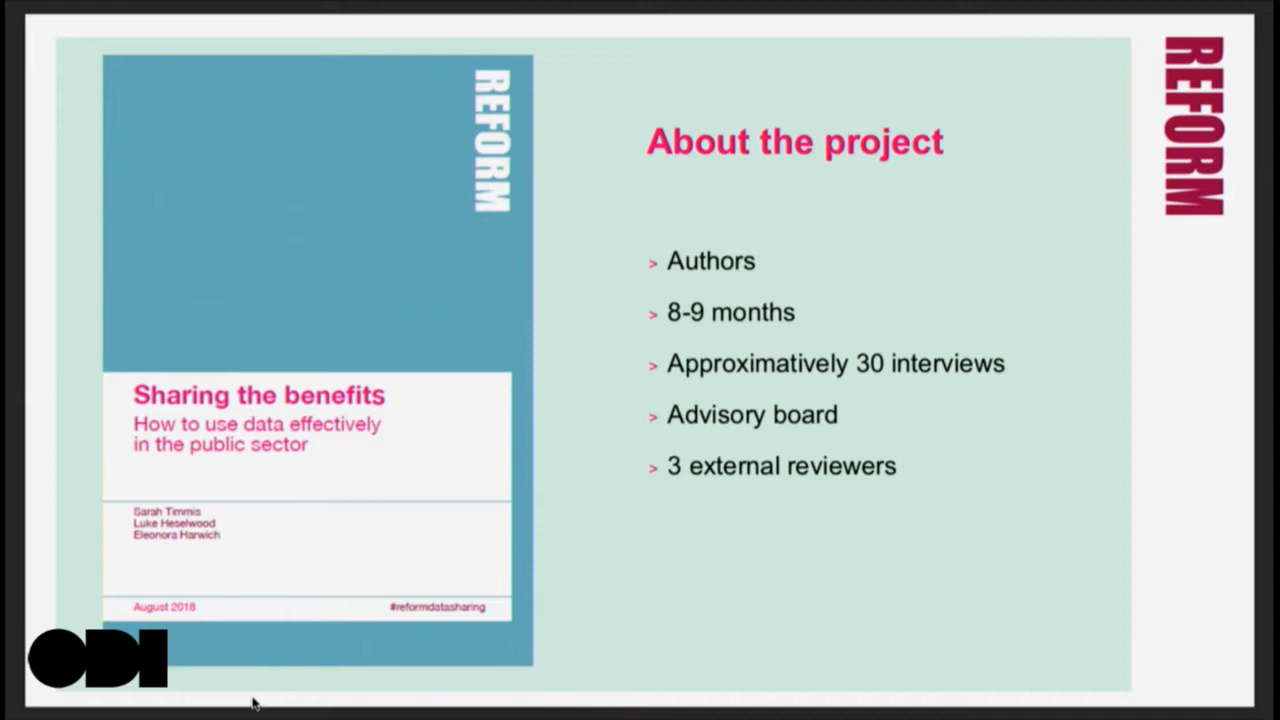 REFORM
Sharing the benefits
How to use data effectively
in the public sector
Sarah Timmis
Luke Heselwood
Eleonora Harwich
August 2018
#reformdatasharing
About the project
> Authors
> 8-9 months
> Approximatively 30 interviews
> Advisory board
> 3 external reviewers
REFORM
ODI